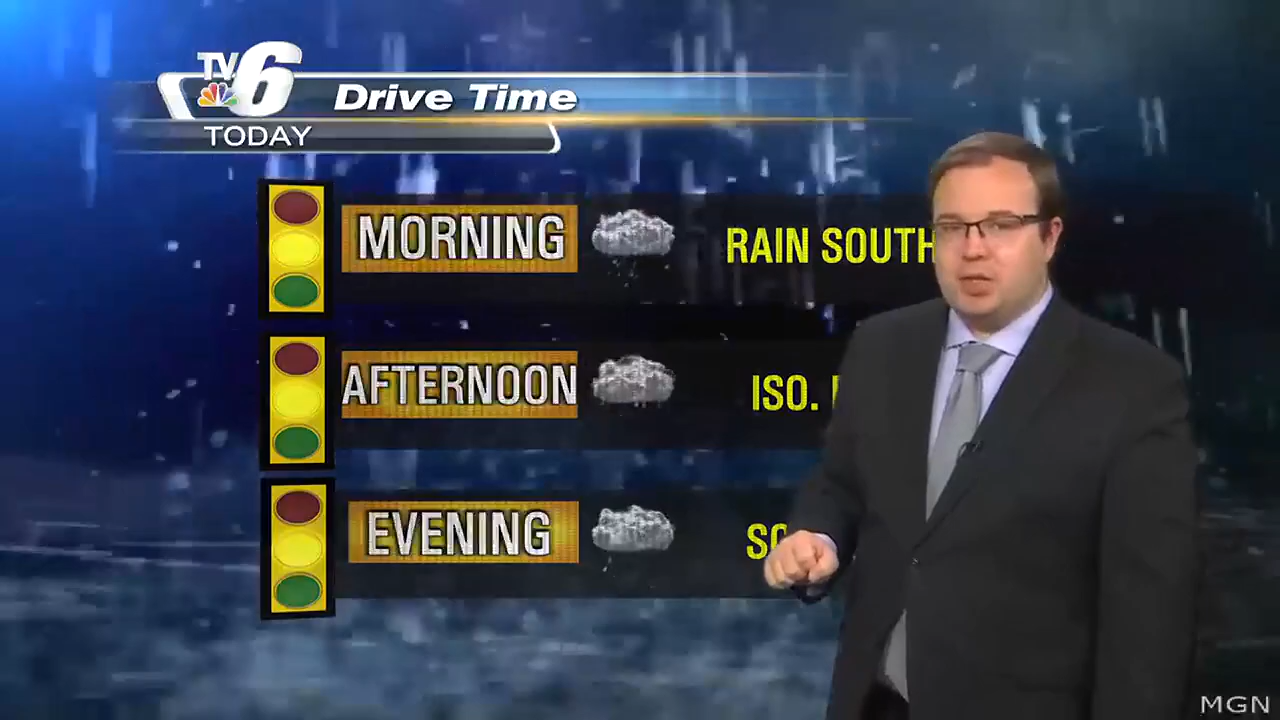 TV6
Drive Time
TODAY
MORNING
RAIN SOUTH
AFTERNOON
ISO.
EVENING
MGN